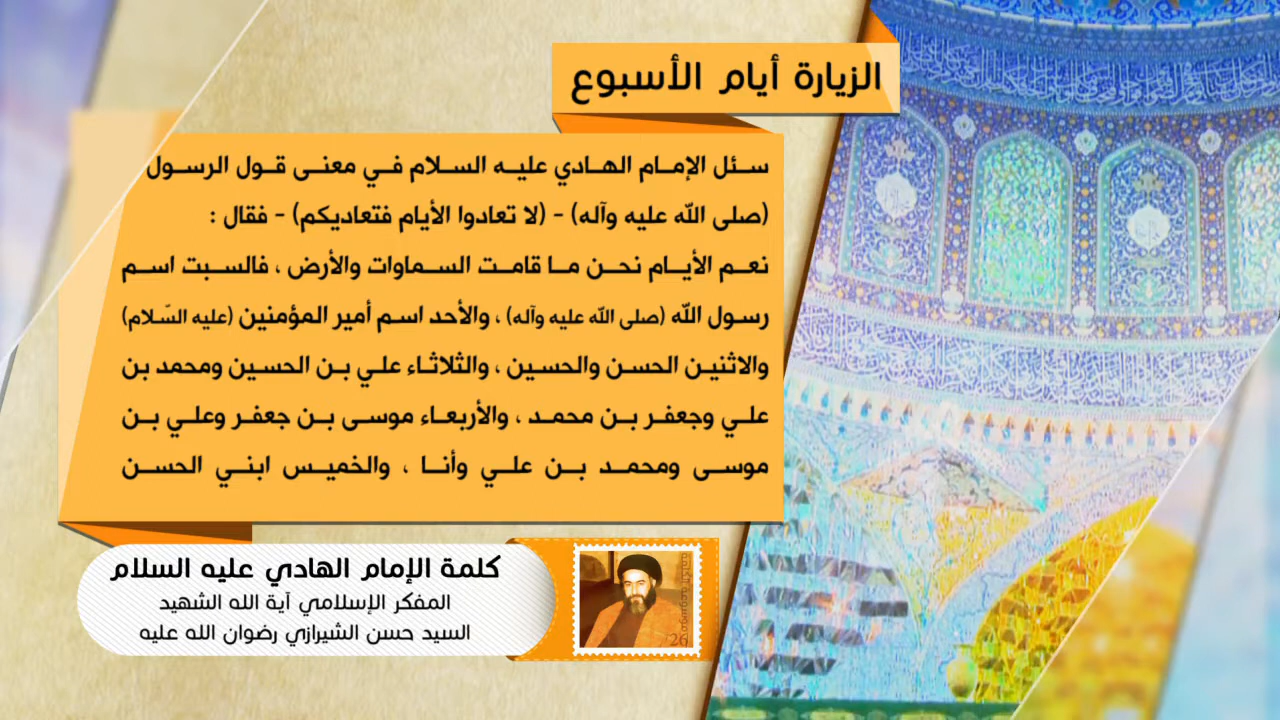 الزيارة أيام الأسبوع
سئل الإمام الهادي عليه السلام في معنى قول الرسول
(صلى الله عليه وآله) - (لا تعادوا الأيام فتعاديكم) - فقال :
نعم الأيام نحن ما قامت السماوات والأرض ، فالسبت اسم
رسول الله (صلى الله عليه وآله) ، والأحد اسم أمير المؤمنين (عليه السّلام)
والاثنين الحسن والحسين ، والثلاثاء علي بن الحسين ومحمد بن
علي وجعفر بن محمد ، والأربعاء موسى بن جعفر وعلي بن
موسى ومحمد بن علي وأنا ، والخميس ابني الحسن
كلمة الإمام الهادي عليه السلام
المفكر الإسلامي آية الله الشهيد
السيد حسن الشيرازي رضوان الله عليه
26